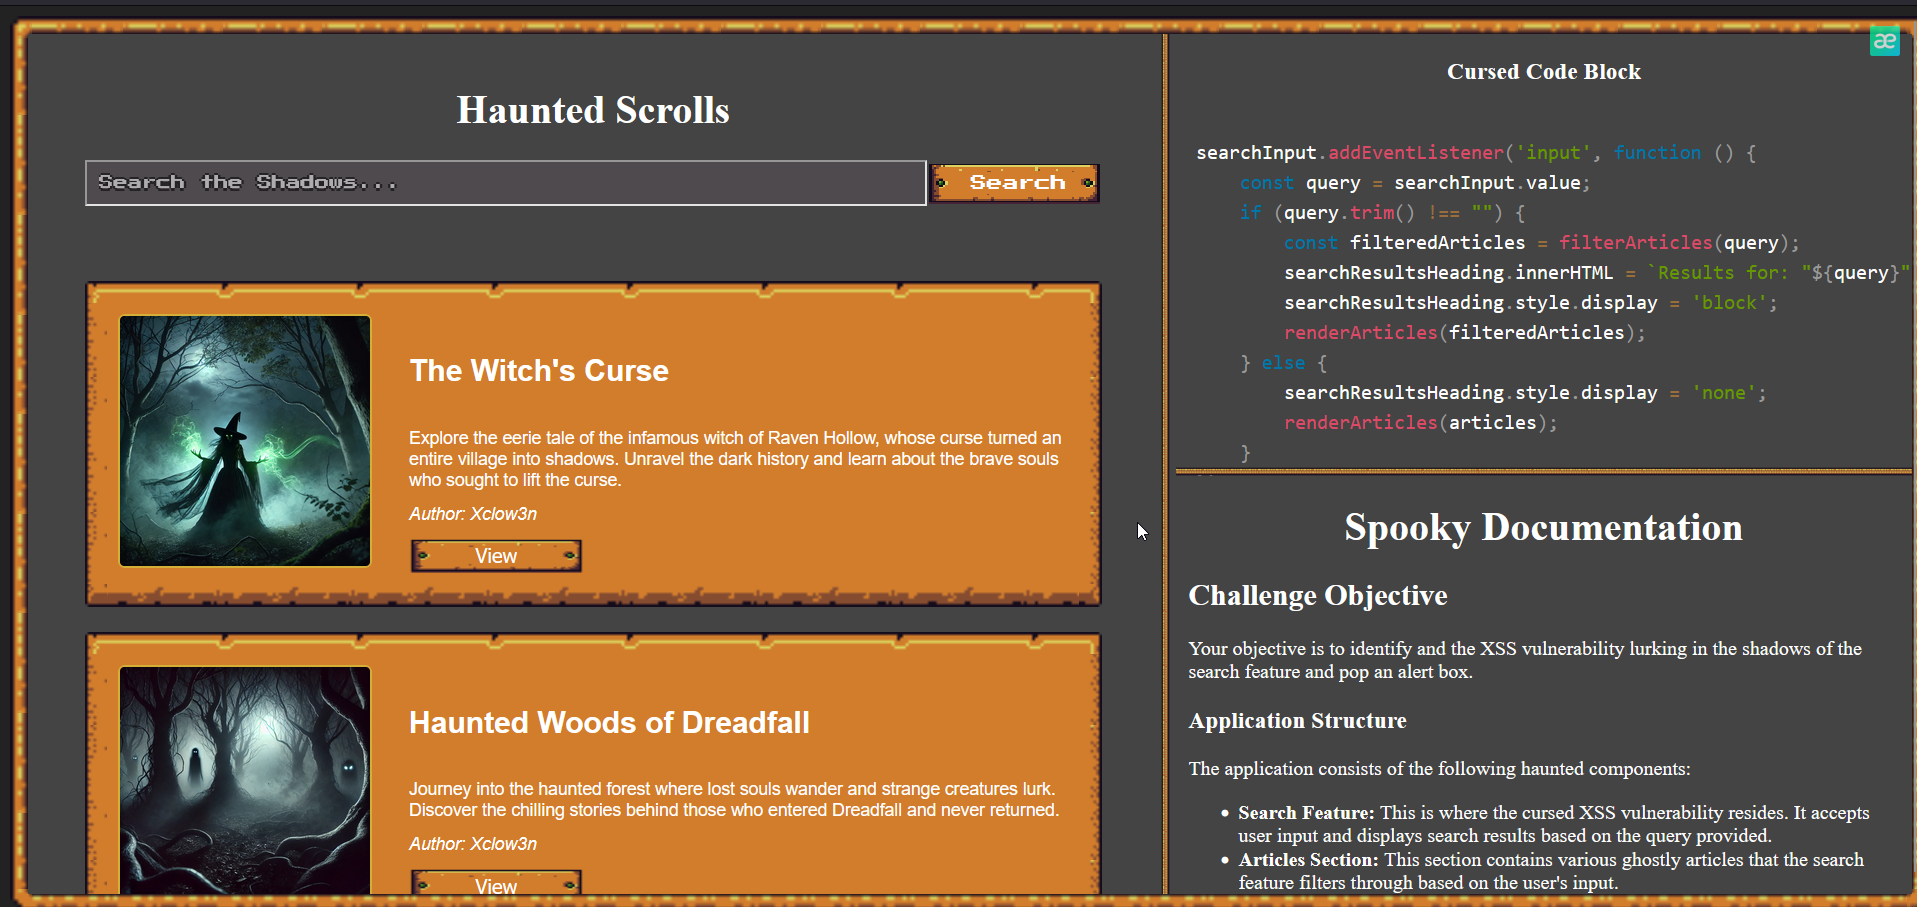 Haunted Scrolls
Search the Shadows...
Search
The Witch's Curse
Explore the eerie tale of the infamous witch of Raven Hollow, whose curse turned an
entire village into shadows. Unravel the dark history and learn about the brave souls
who sought to lift the curse.
Author: Xclow3n
View
Haunted Woods of Dreadfall
Journey into the haunted forest where lost souls wander and strange creatures lurk.
Discover the chilling stories behind those who entered Dreadfall and never returned.
Author: Xclow3n
View
æ
Cursed Code Block
searchInput.addEventListener('input', function () {
    const query = searchInput.value;
    if (query.trim() !== "") {
        const filteredArticles = filterArticles(query);
        searchResultsHeading.innerHTML = `Results for: "${query}"
        searchResultsHeading.style.display = 'block';
        renderArticles(filteredArticles);
    } else {
        searchResultsHeading.style.display = 'none';
        renderArticles(articles);
    }
Spooky Documentation
Challenge Objective
Your objective is to identify and the XSS vulnerability lurking in the shadows of the
search feature and pop an alert box.
Application Structure
The application consists of the following haunted components:
• Search Feature: This is where the cursed XSS vulnerability resides. It accepts
user input and displays search results based on the query provided.
• Articles Section: This section contains various ghostly articles that the search
feature filters through based on the user's input.